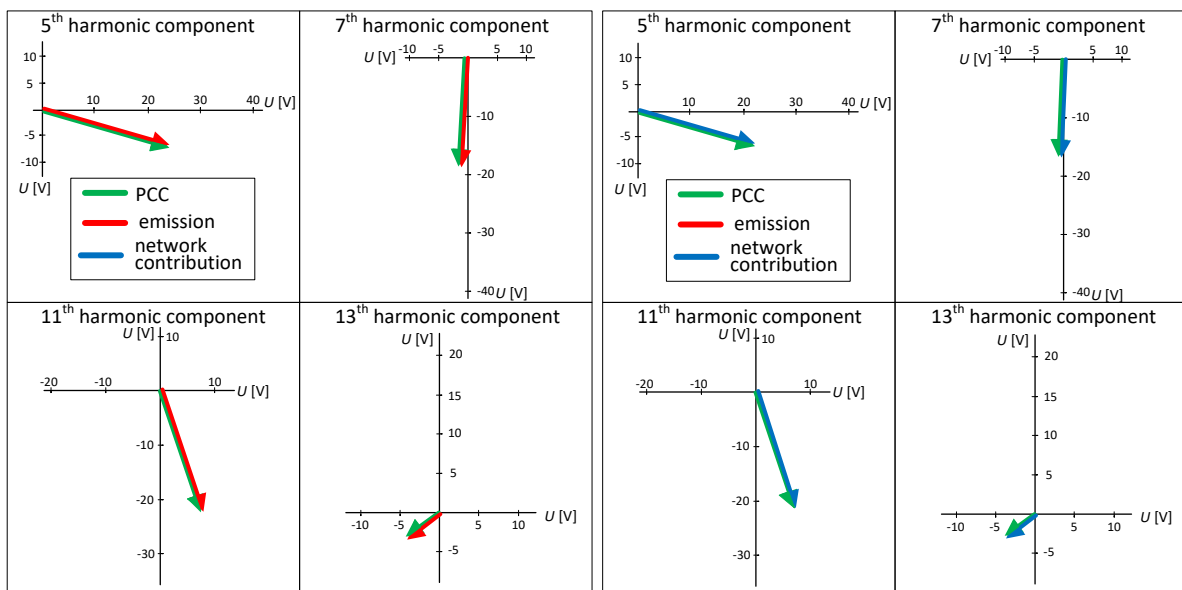 5th harmonic component
10
5
-5
-10
10
20
30
40
U [V]
U [V]
PCC
emission
network
contribution
7th harmonic component
U [V]
-10
-5
5
10
-10
-20
-30
-40
U [V]
11th harmonic component
U [V]
10
-20
-10
10
U [V]
-10
-20
-30
13th harmonic component
U [V]
20
15
10
5
-10
-5
5
10
U [V]
-5
5th harmonic component
10
5
-5
-10
10
20
30
40
U [V]
U [V]
PCC
emission
network
contribution
7th harmonic component
U [V]
-10
-5
5
10
-10
-20
-30
-40
U [V]
11th harmonic component
U [V]
10
-20
-10
10
U [V]
-10
-20
-30
13th harmonic component
U [V]
20
15
10
5
-10
-5
5
10
U [V]
-5